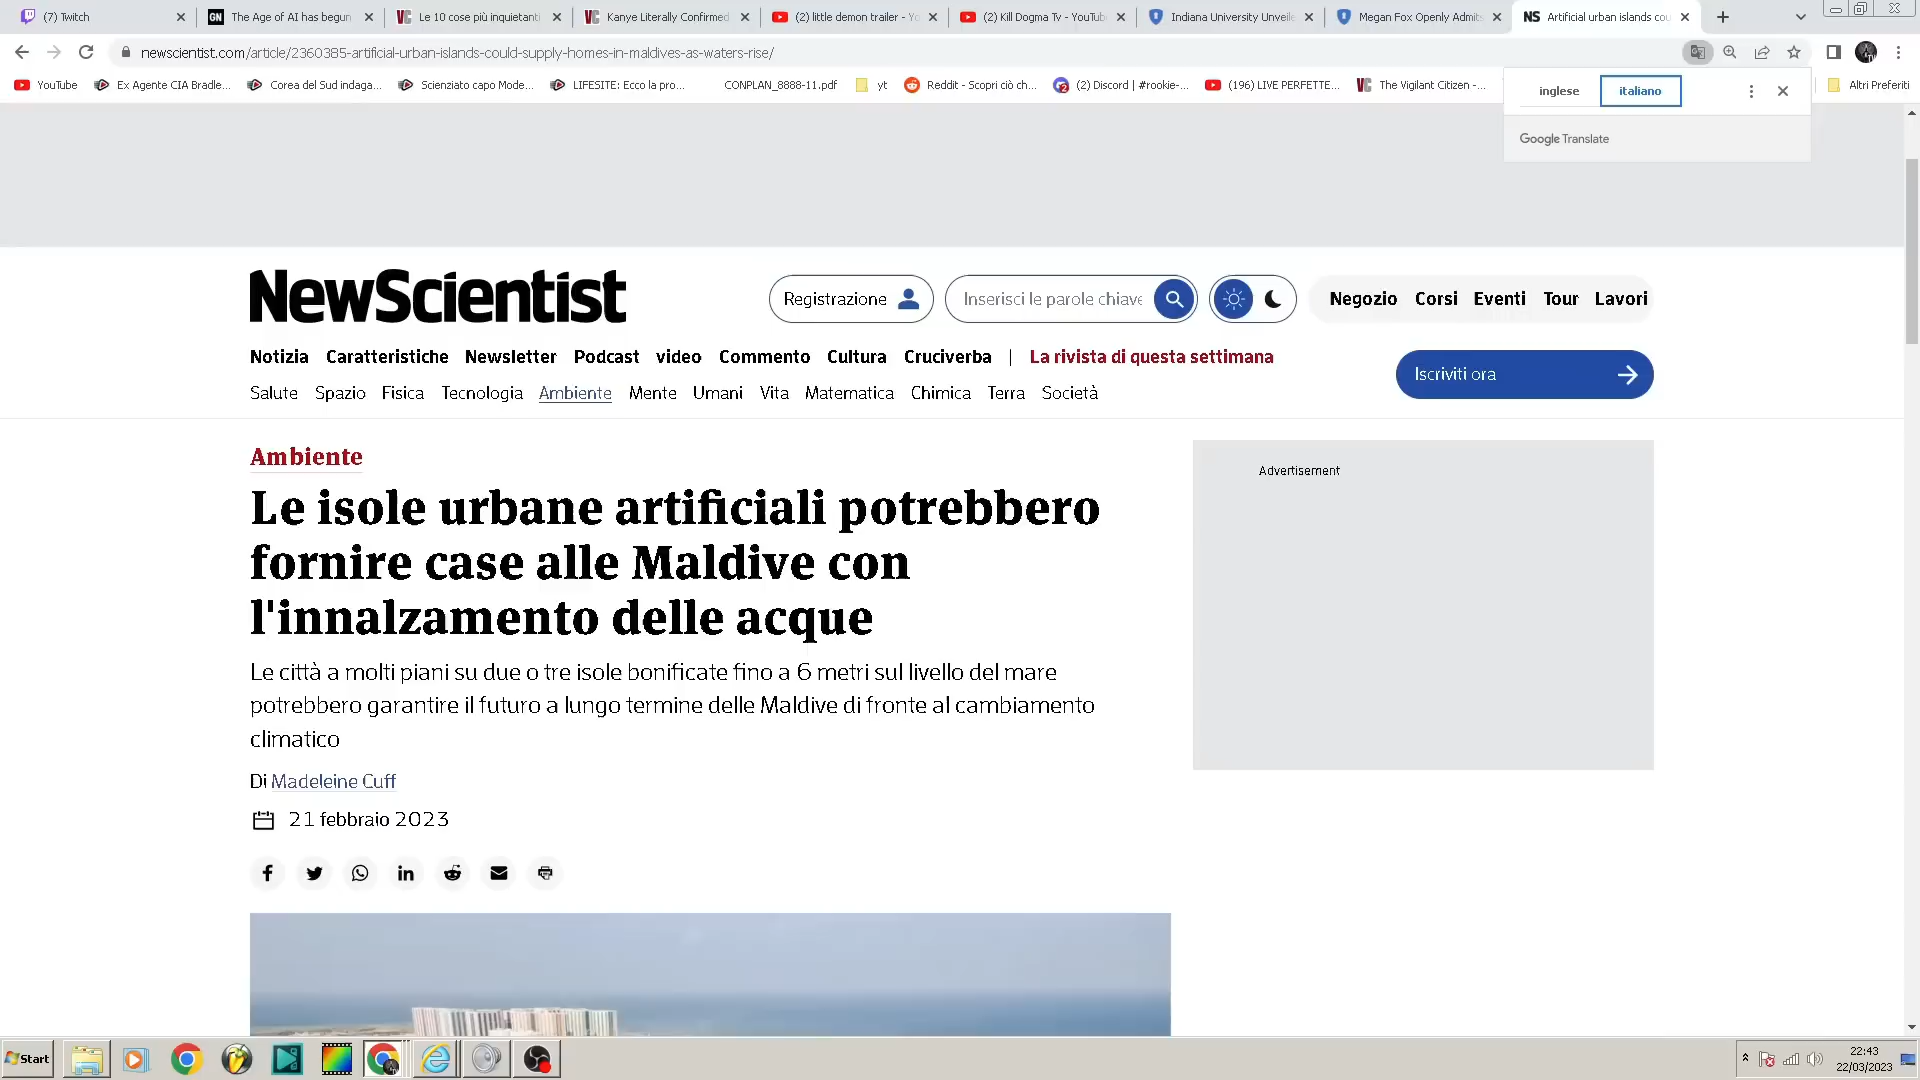 (7) Twitch
The Age of AI has begun
Le 10 cose più inquietanti
Kanye Literally Confirmed
(2) little demon trailer - Yo
(2) Kill Dogma Tv - YouTube
Indiana University Unveile
Megan Fox Openly Admits
Artificial urban islands cou
newscientist.com/article/2360385-artificial-urban-islands-could-supply-homes-in-maldives-as-waters-rise/
YouTube
Ex Agente CIA Bradle...
Corea del Sud indaga...
Scienziato capo Mode...
LIFESITE: Ecco la pro...
CONPLAN_8888-11.pdf
yt
Reddit - Scopri ciò ch...
(2) Discord | #rookie-...
(196) LIVE PERFETTE...
The Vigilant Citizen -...
Altri Preferiti
inglese
italiano
Google Translate
NewScientist
Registrazione
Inserisci le parole chiave
Negozio Corsi Eventi Tour Lavori
Notizia Caratteristiche Newsletter Podcast video Commento Cultura Cruciverba | La rivista di questa settimana
Iscriviti ora
Salute Spazio Fisica Tecnologia Ambiente Mente Umani Vita Matematica Chimica Terra Società
Ambiente
Advertisement
Le isole urbane artificiali potrebbero
fornire case alle Maldive con
l'innalzamento delle acque
Le città a molti piani su due o tre isole bonificate fino a 6 metri sul livello del mare
potrebbero garantire il futuro a lungo termine delle Maldive di fronte al cambiamento
climatico
Di Madeleine Cuff
21 febbraio 2023
Start
22:43
22/03/2023